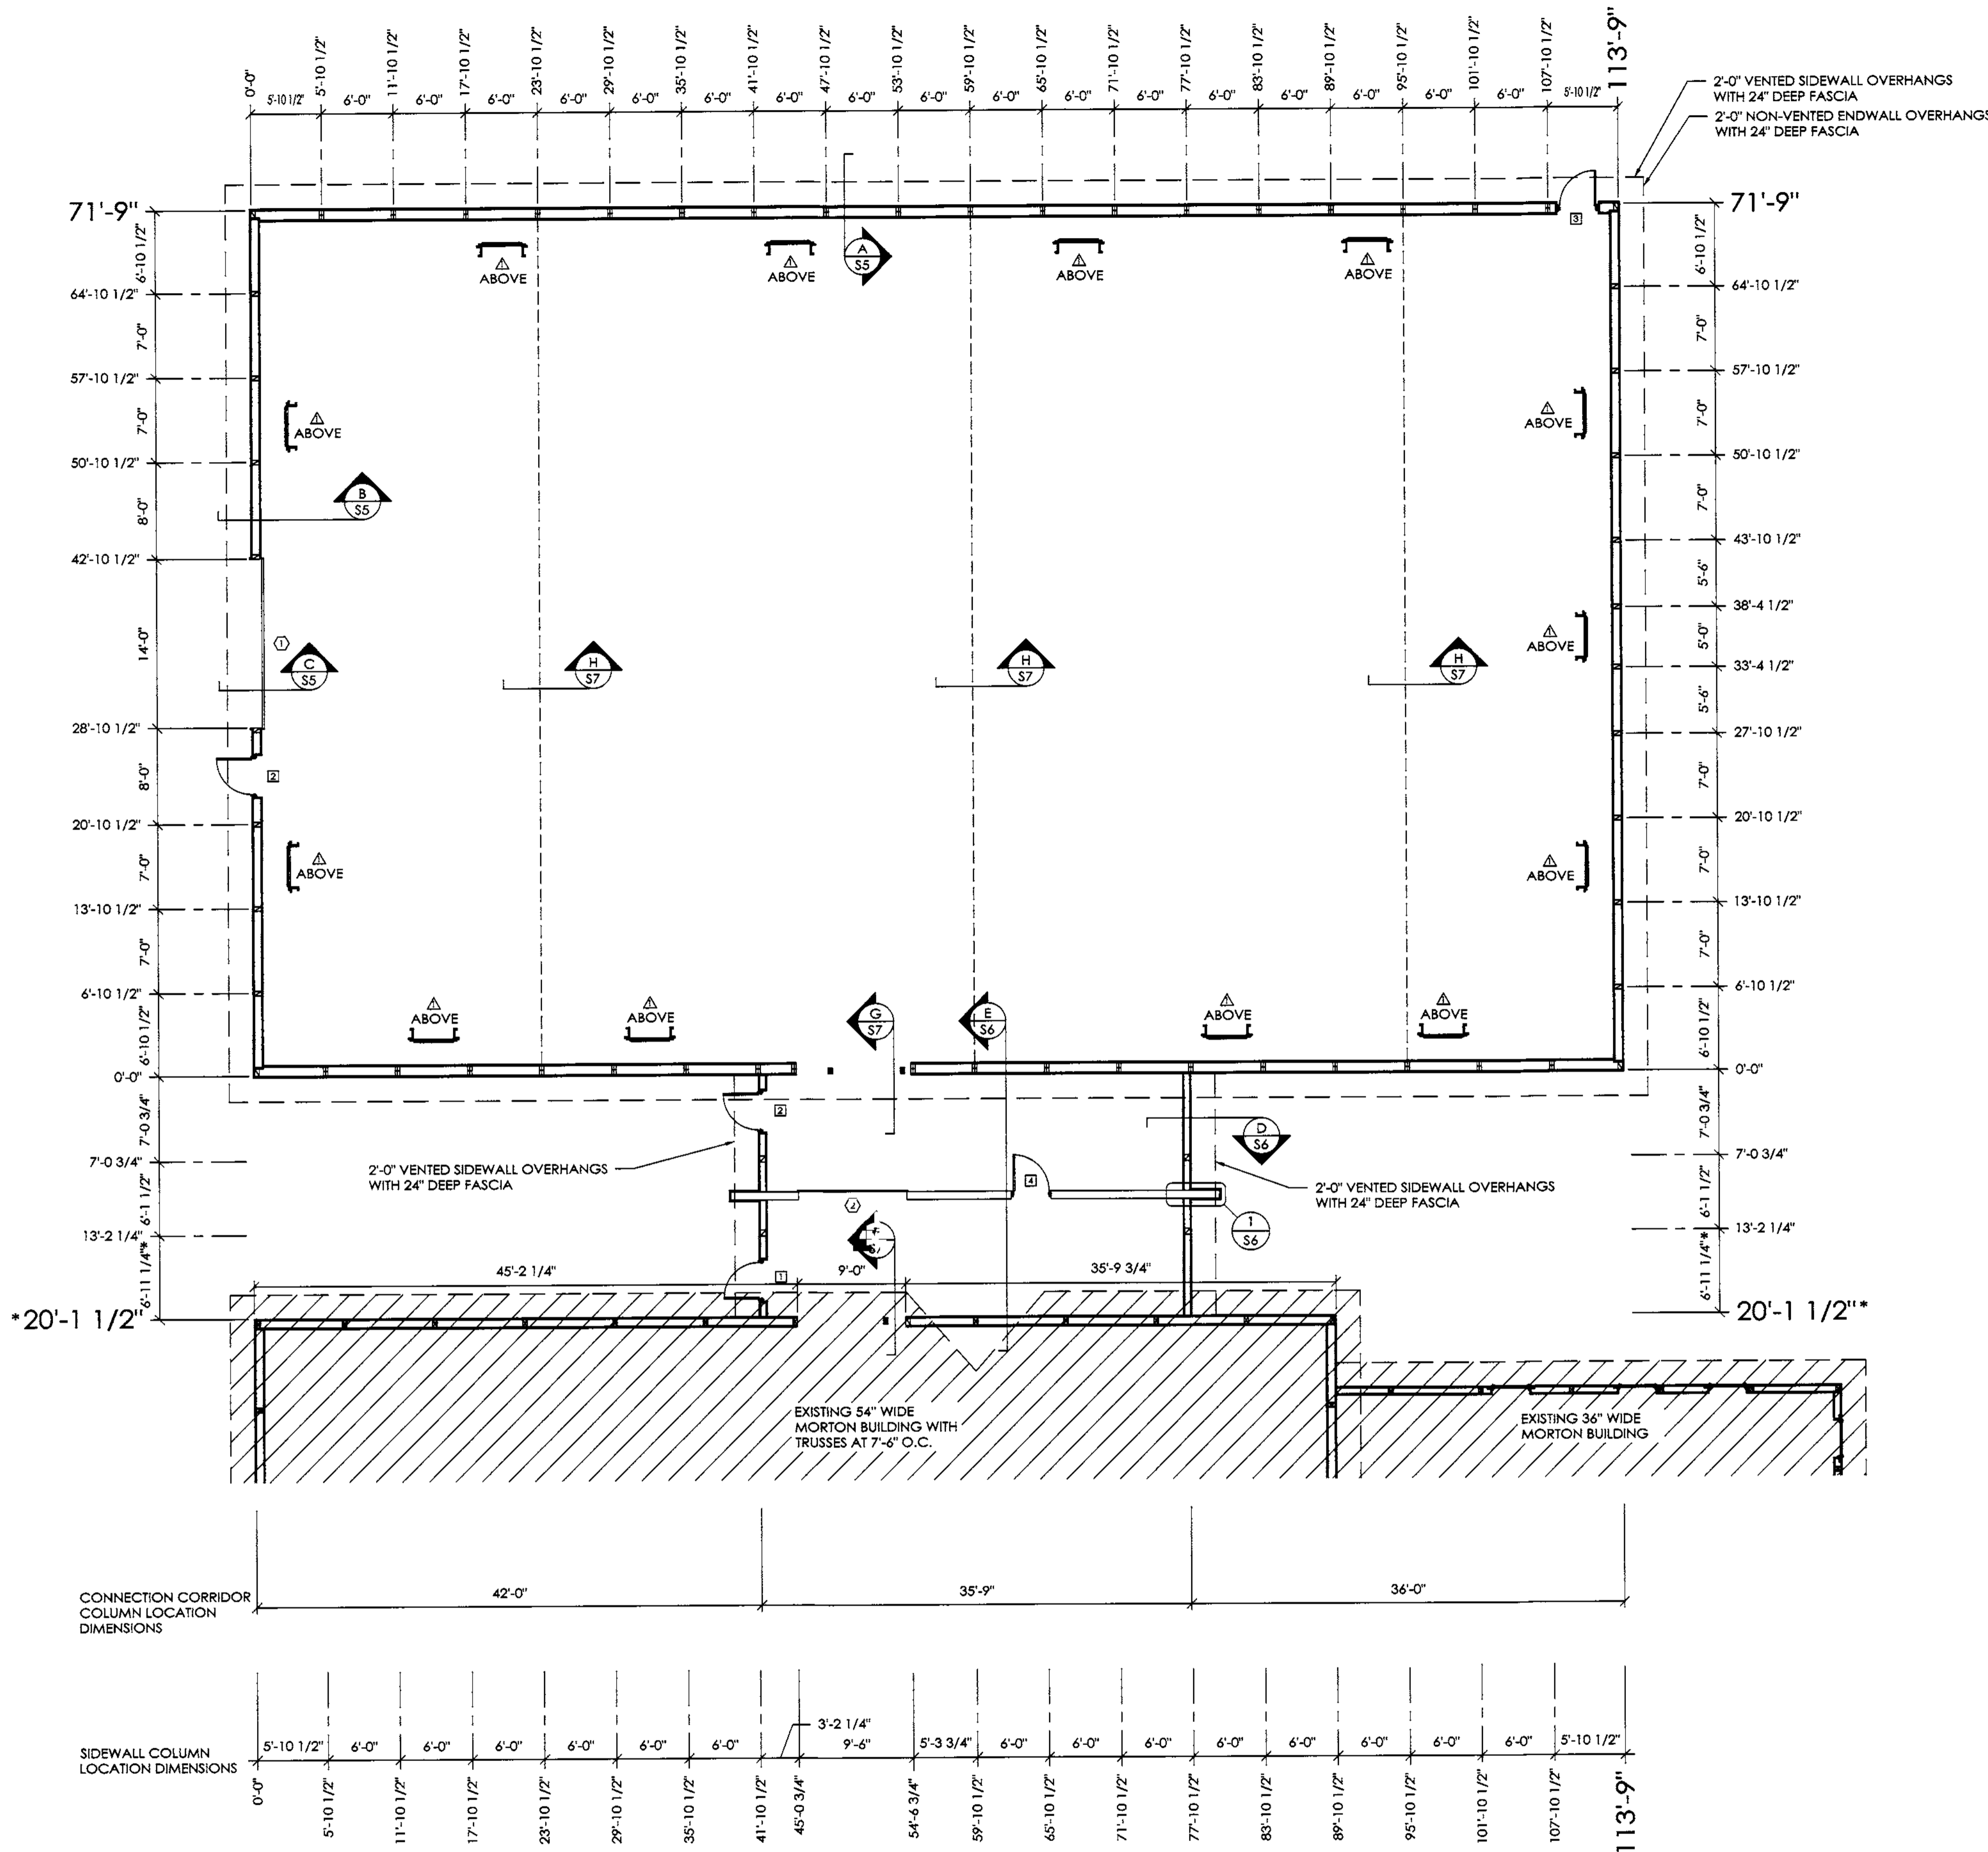 0'-0"
5'-10 1/2"
11'-10 1/2"
17'-10 1/2"
23'-10 1/2"
29'-10 1/2"
35'-10 1/2"
41'-10 1/2"
47'-10 1/2"
53'-10 1/2"
59'-10 1/2"
65'-10 1/2"
71'-10 1/2"
77'-10 1/2"
83'-10 1/2"
89'-10 1/2"
95'-10 1/2"
101'-10 1/2"
107'-10 1/2"
113'-9"
5'-10 1/2" 6'-0" 6'-0" 6'-0" 6'-0" 6'-0" 6'-0" 6'-0" 6'-0" 6'-0" 6'-0" 6'-0" 6'-0" 6'-0" 6'-0" 6'-0" 6'-0" 6'-0" 5'-10 1/2"
2'-0" VENTED SIDEWALL OVERHANGS
WITH 24" DEEP FASCIA
2'-0" NON-VENTED ENDWALL OVERHANGS
WITH 24" DEEP FASCIA
71'-9"
6'-10 1/2"
64'-10 1/2"
7'-0"
57'-10 1/2"
7'-0"
50'-10 1/2"
8'-0"
42'-10 1/2"
14'-0"
28'-10 1/2"
8'-0"
20'-10 1/2"
7'-0"
13'-10 1/2"
7'-0"
6'-10 1/2"
6'-10 1/2"
0'-0"
7'-0 3/4"
7'-0 3/4"
6'-1 1/2"
13'-2 1/4"
6'-11 1/4"*
*20'-1 1/2"
71'-9"
6'-10 1/2"
64'-10 1/2"
7'-0"
57'-10 1/2"
7'-0"
50'-10 1/2"
7'-0"
43'-10 1/2"
5'-6"
38'-4 1/2"
5'-0"
33'-4 1/2"
5'-6"
27'-10 1/2"
7'-0"
20'-10 1/2"
7'-0"
13'-10 1/2"
7'-0"
6'-10 1/2"
6'-10 1/2"
0'-0"
7'-0 3/4"
7'-0 3/4"
6'-1 1/2"
13'-2 1/4"
6'-11 1/4"*
20'-1 1/2"*
3
1
ABOVE
1
ABOVE
A
S5
1
ABOVE
1
ABOVE
1
ABOVE
1
ABOVE
B
S5
1
C
S5
H
S7
H
S7
H
S7
1
ABOVE
2
1
ABOVE
1
ABOVE
1
ABOVE
1
ABOVE
G
S7
E
S6
1
ABOVE
1
ABOVE
2
D
S6
2'-0" VENTED SIDEWALL OVERHANGS
WITH 24" DEEP FASCIA
4
2'-0" VENTED SIDEWALL OVERHANGS
WITH 24" DEEP FASCIA
2
1
S6
S7
1
45'-2 1/4" 9'-0" 35'-9 3/4"
EXISTING 54" WIDE
MORTON BUILDING WITH
TRUSSES AT 7'-6" O.C.
EXISTING 36" WIDE
MORTON BUILDING
CONNECTION CORRIDOR
COLUMN LOCATION
DIMENSIONS
42'-0" 35'-9" 36'-0"
SIDEWALL COLUMN
LOCATION DIMENSIONS
3'-2 1/4"
5'-10 1/2" 6'-0" 6'-0" 6'-0" 6'-0" 6'-0" 6'-0" 9'-6" 5'-3 3/4" 6'-0" 6'-0" 6'-0" 6'-0" 6'-0" 6'-0" 6'-0" 6'-0" 5'-10 1/2"
0'-0"
5'-10 1/2"
11'-10 1/2"
17'-10 1/2"
23'-10 1/2"
29'-10 1/2"
35'-10 1/2"
41'-10 1/2"
45'-0 3/4"
54'-6 3/4"
59'-10 1/2"
65'-10 1/2"
71'-10 1/2"
77'-10 1/2"
83'-10 1/2"
89'-10 1/2"
95'-10 1/2"
101'-10 1/2"
107'-10 1/2"
113'-9"